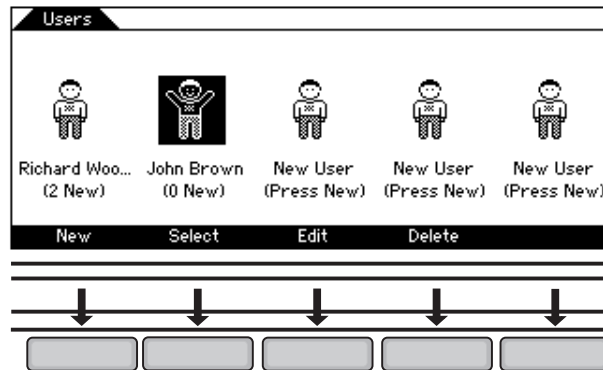 Users
Richard Woo... John Brown New User New User New User
(2 New) (0 New) (Press New) (Press New) (Press New)
New Select Edit Delete